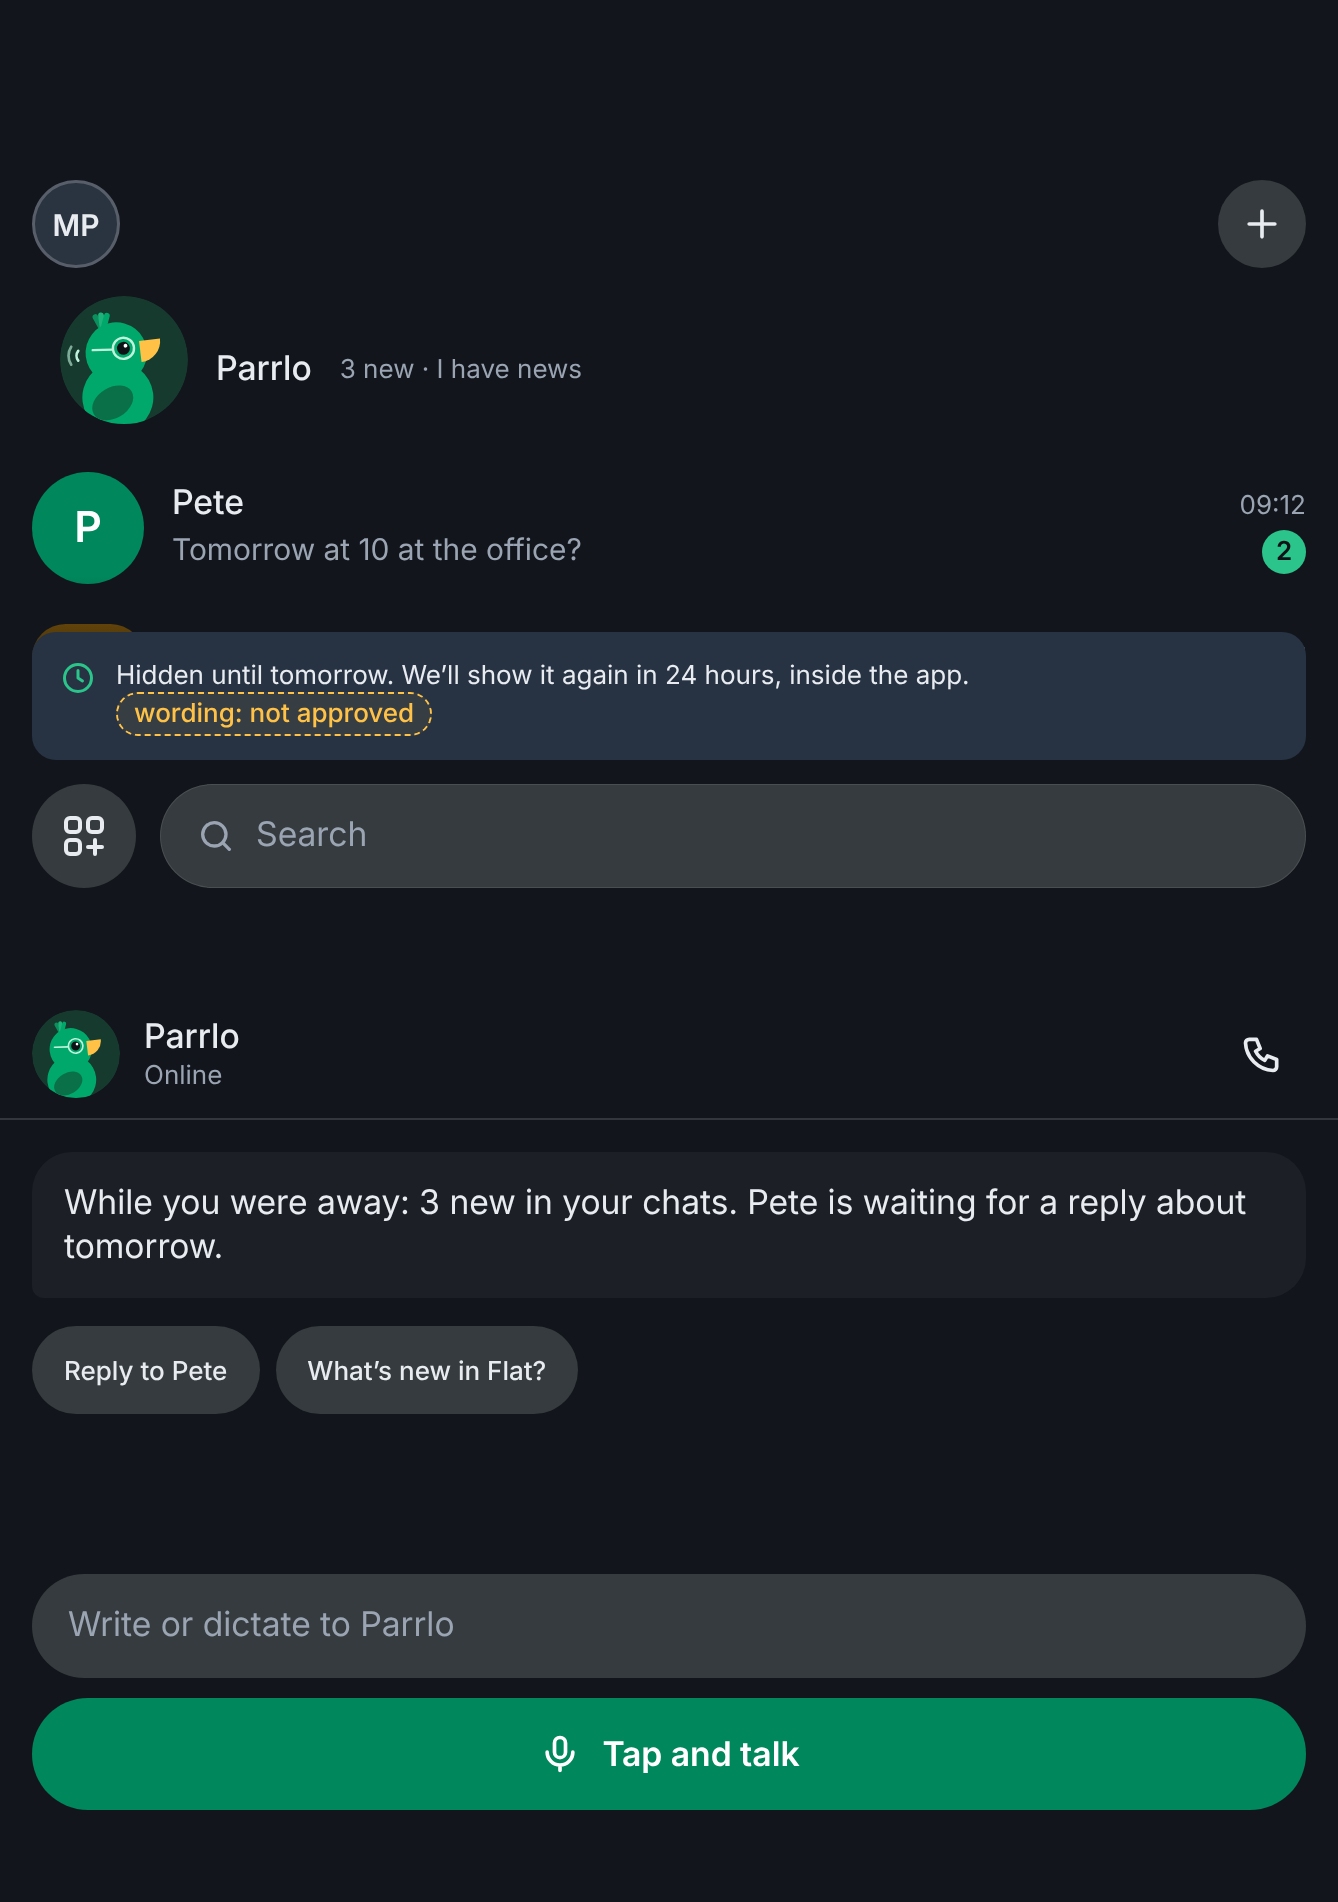 MP
Parrlo 3 new · I have news
P
Pete 09:12
Tomorrow at 10 at the office? 2
Hidden until tomorrow. We’ll show it again in 24 hours, inside the app.
wording: not approved
Search
Parrlo
Online
While you were away: 3 new in your chats. Pete is waiting for a reply about
tomorrow.
Reply to Pete What’s new in Flat?
Write or dictate to Parrlo
Tap and talk